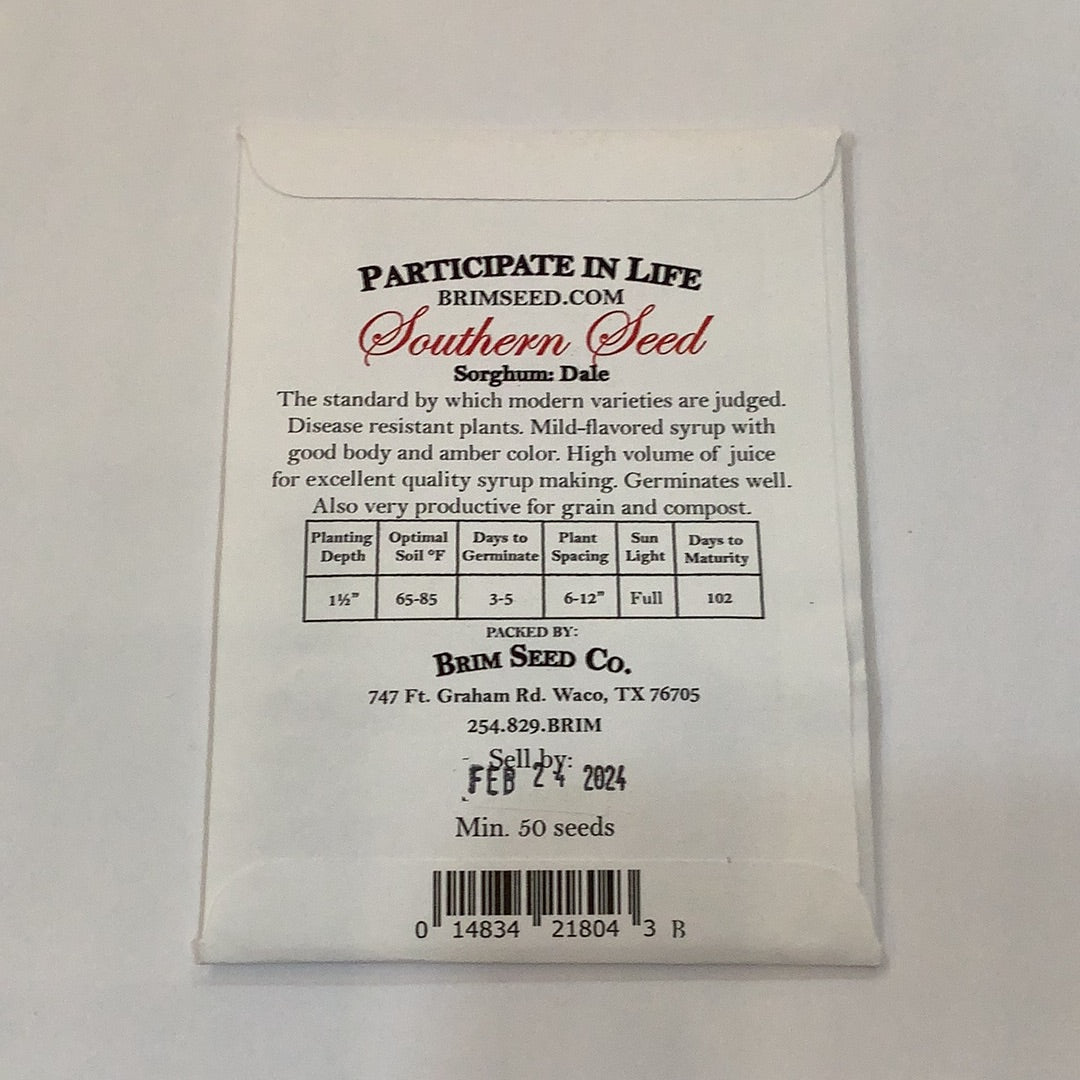 PARTICIPATE IN LIFE
BRIMSEED.COM
Southern Seed
Sorghum: Dale
The standard by which modern varieties are judged.
Disease resistant plants. Mild-flavored syrup with
good body and amber color. High volume of juice
for excellent quality syrup making. Germinates well.
Also very productive for grain and compost.
Planting Depth Optimal Soil °F Days to Germinate Plant Spacing Sun Light Days to Maturity
1½" 65-85 3-5 6-12" Full 102
PACKED BY:
BRIM SEED CO.
747 Ft. Graham Rd. Waco, TX 76705
254.829.BRIM
Sell by:
FEB 24 2024
Min. 50 seeds
0 14834 21804 3 B